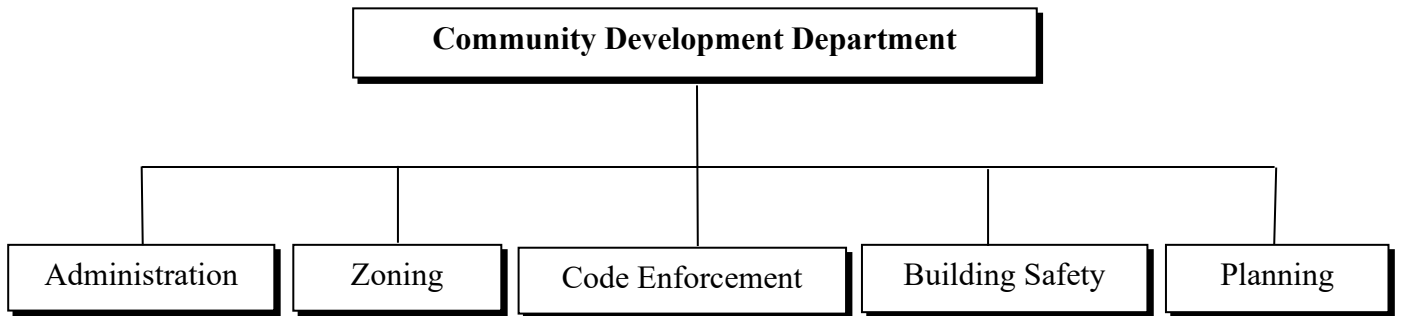 Community Development Department
Administration
Zoning
Code Enforcement
Building Safety
Planning